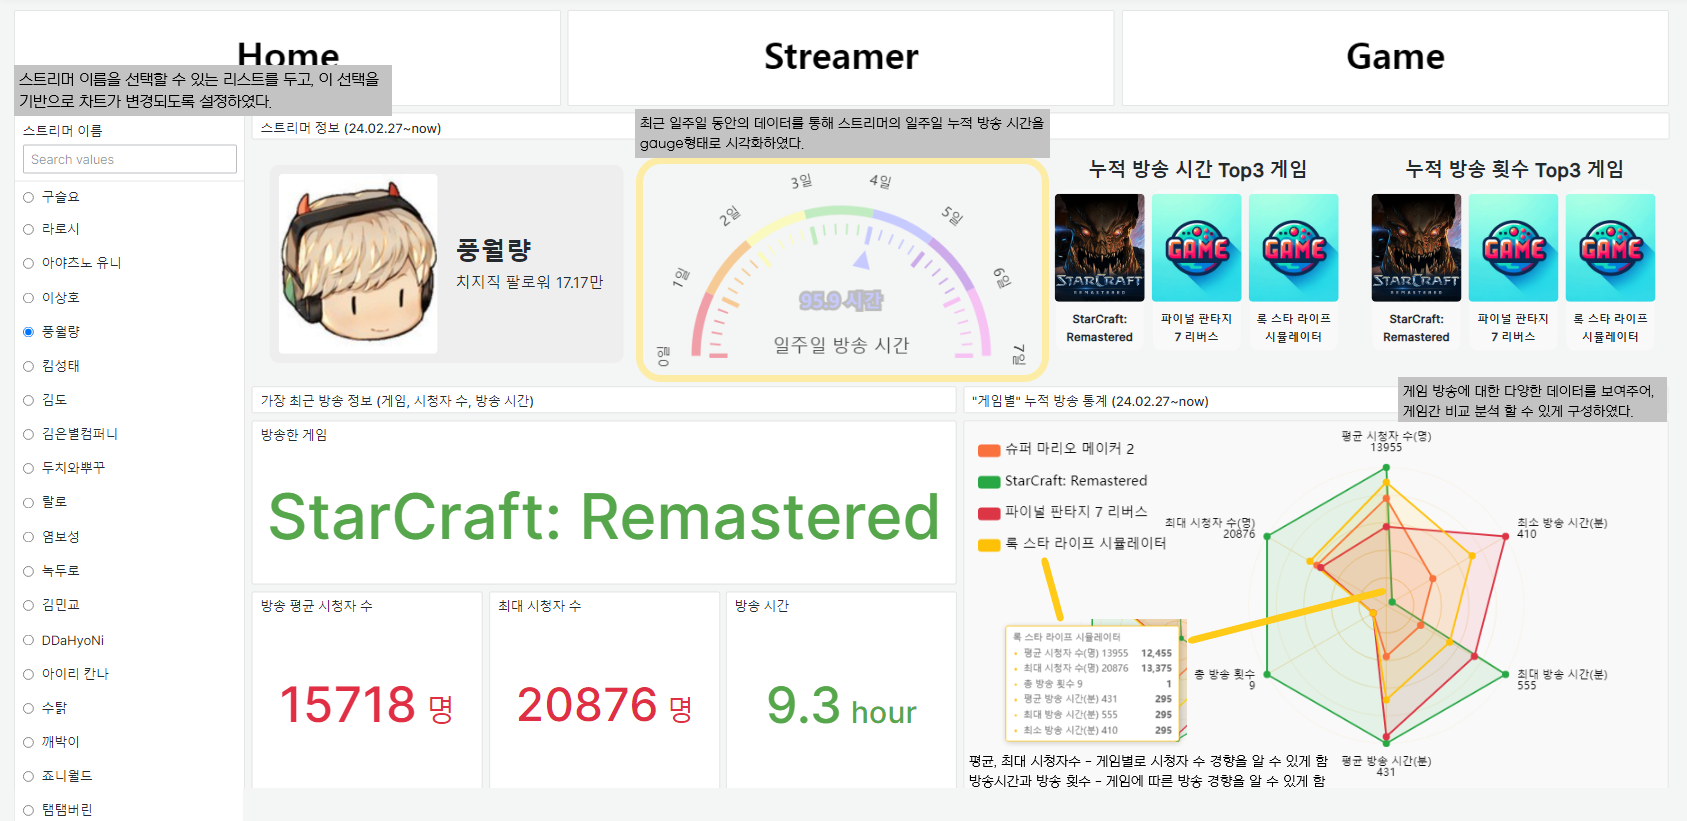 Home
Streamer
Game
스트리머 이름을 선택할 수 있는 리스트를 두고, 이 선택을
기반으로 차트가 변경되도록 설정하였다.
스트리머 이름
Search values
구슬요
라로시
아야츠노 유니
이상호
풍월량
킴성태
김도
김은별컴퍼니
두치와뿌꾸
랄로
염보성
녹두로
김민교
DDaHyoNi
아이리 칸나
수탉
깨박이
죠니월드
탬탬버린
스트리머 정보 (24.02.27~now)
최근 일주일 동안의 데이터를 통해 스트리머의 일주일 누적 방송 시간을
gauge형태로 시각화하였다.
풍월량
치지직 팔로워 17.17만
0일
1일
2일
3일
4일
5일
6일
7일
95.9 시간
일주일 방송 시간
누적 방송 시간 Top3 게임
STARCRAFT
REMASTERED
GAME
GAME
StarCraft:
Remastered
파이널 판타지
7 리버스
록 스타 라이프
시뮬레이터
누적 방송 횟수 Top3 게임
STARCRAFT
REMASTERED
GAME
GAME
StarCraft:
Remastered
파이널 판타지
7 리버스
록 스타 라이프
시뮬레이터
가장 최근 방송 정보 (게임, 시청자 수, 방송 시간)
방송한 게임
StarCraft: Remastered
방송 평균 시청자 수
15718 명
최대 시청자 수
20876 명
방송 시간
9.3 hour
"게임별" 누적 방송 통계 (24.02.27~now)
게임 방송에 대한 다양한 데이터를 보여주어,
게임간 비교 분석 할 수 있게 구성하였다.
슈퍼 마리오 메이커 2
StarCraft: Remastered
파이널 판타지 7 리버스
록 스타 라이프 시뮬레이터
평균 시청자 수(명)
13955
최대 시청자 수(명)
20876
최소 방송 시간(분)
410
총 방송 횟수
9
최대 방송 시간(분)
555
평균 방송 시간(분)
431
록 스타 라이프 시뮬레이터
평균 시청자 수(명) 13955 12,455
최대 시청자 수(명) 20876 13,375
총 방송 횟수 9 1
평균 방송 시간(분) 431 295
최대 방송 시간(분) 555 295
최소 방송 시간(분) 410 295
평균, 최대 시청자수 - 게임별로 시청자 수 경향을 알 수 있게 함
방송시간과 방송 횟수 - 게임에 따른 방송 경향을 알 수 있게 함